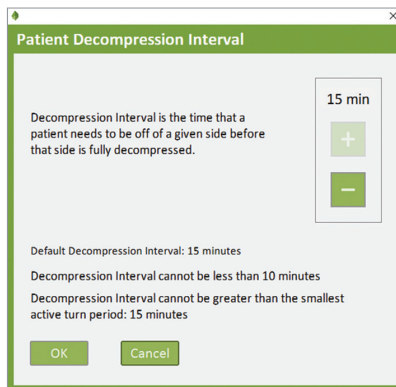 Patient Decompression Interval
15 min
Decompression Interval is the time that a
patient needs to be off of a given side before
that side is fully decompressed.
+
−
Default Decompression Interval: 15 minutes
Decompression Interval cannot be less than 10 minutes
Decompression Interval cannot be greater than the smallest
active turn period: 15 minutes
OK
Cancel